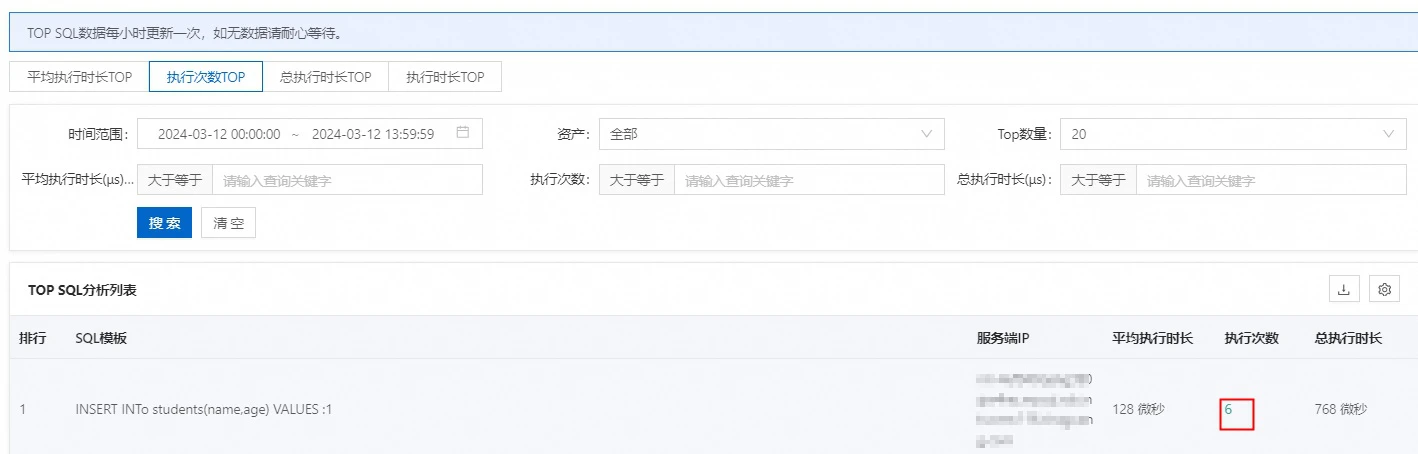 TOP SQL数据每小时更新一次，如无数据请耐心等待。
平均执行时长TOP 执行次数TOP 总执行时长TOP 执行时长TOP
时间范围： 2024-03-12 00:00:00 ~ 2024-03-12 13:59:59 资产： 全部 Top数量： 20
平均执行时长(μs)... 大于等于 请输入查询关键字 执行次数： 大于等于 请输入查询关键字 总执行时长(μs)： 大于等于 请输入查询关键字
搜 索 清 空
TOP SQL分析列表
排行 SQL模板 服务端IP 平均执行时长 执行次数 总执行时长
1 INSERT INTo students(name,age) VALUES :1 128 微秒 6 768 微秒